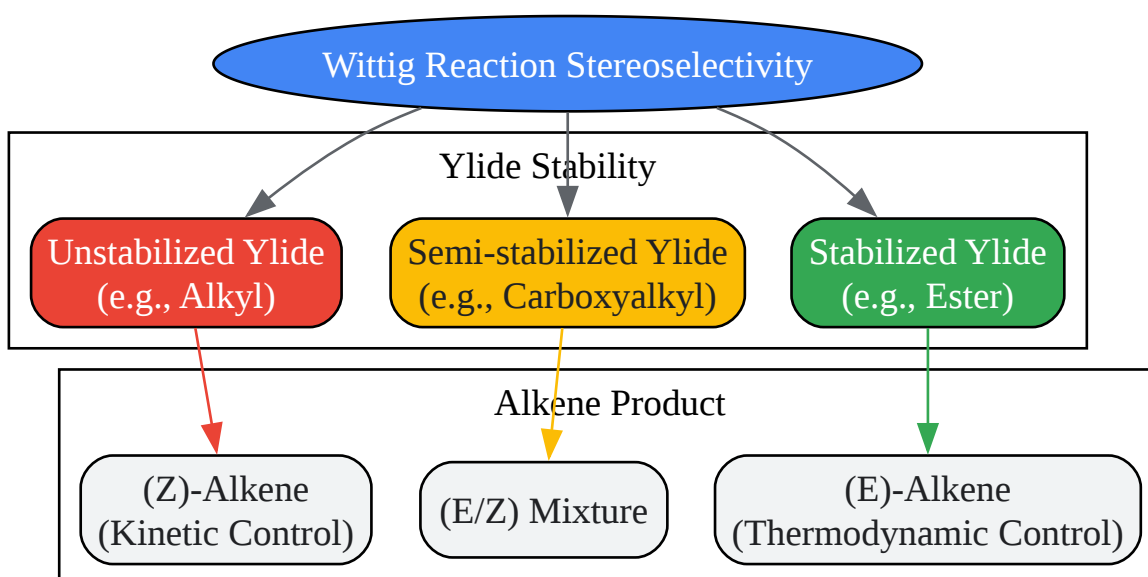 Wittig Reaction Stereoselectivity
Ylide Stability
Unstabilized Ylide
(e.g., Alkyl)
Semi-stabilized Ylide
(e.g., Carboxyalkyl)
Stabilized Ylide
(e.g., Ester)
Alkene Product
(Z)-Alkene
(Kinetic Control)
(E/Z) Mixture
(E)-Alkene
(Thermodynamic Control)